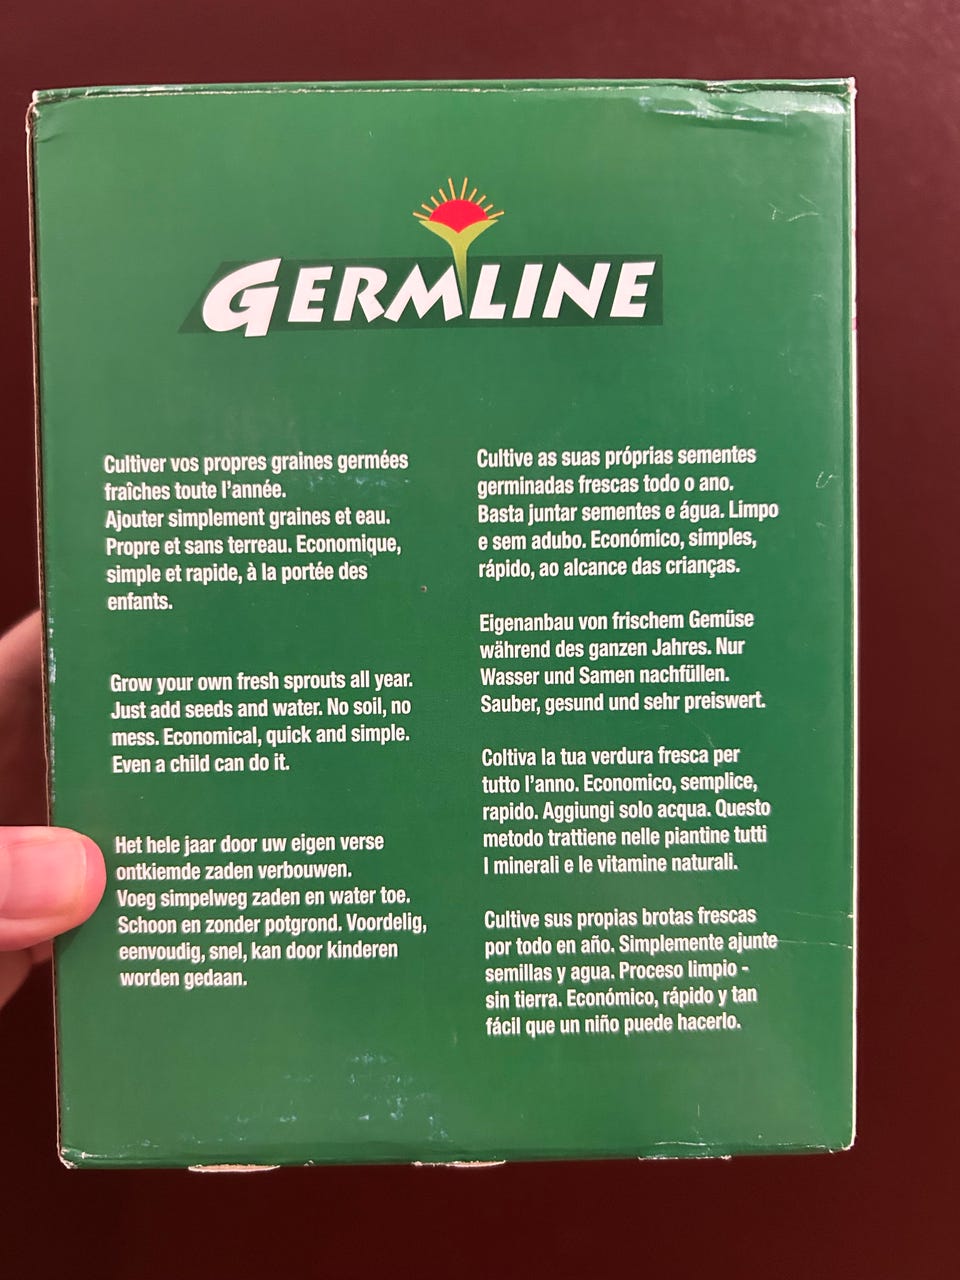 GERMLINE
Cultiver vos propres graines germées
fraîches toute l'année.
Ajouter simplement graines et eau.
Propre et sans terreau. Economique,
simple et rapide, à la portée des
enfants.
Grow your own fresh sprouts all year.
Just add seeds and water. No soil, no
mess. Economical, quick and simple.
Even a child can do it.
Het hele jaar door uw eigen verse
ontkiemde zaden verbouwen.
Voeg simpelweg zaden en water toe.
Schoon en zonder potgrond. Voordelig,
eenvoudig, snel, kan door kinderen
worden gedaan.
Cultive as suas próprias sementes
germinadas frescas todo o ano.
Basta juntar sementes e água. Limpo
e sem adubo. Económico, simples,
rápido, ao alcance das crianças.
Eigenanbau von frischem Gemüse
während des ganzen Jahres. Nur
Wasser und Samen nachfüllen.
Sauber, gesund und sehr preiswert.
Coltiva la tua verdura fresca per
tutto l'anno. Economico, semplice,
rapido. Aggiungi solo acqua. Questo
metodo trattiene nelle piantine tutti
I minerali e le vitamine naturali.
Cultive sus propias brotas frescas
por todo en año. Simplemente ajunte
semillas y agua. Proceso limpio -
sin tierra. Económico, rápido y tan
fácil que un niño puede hacerlo.